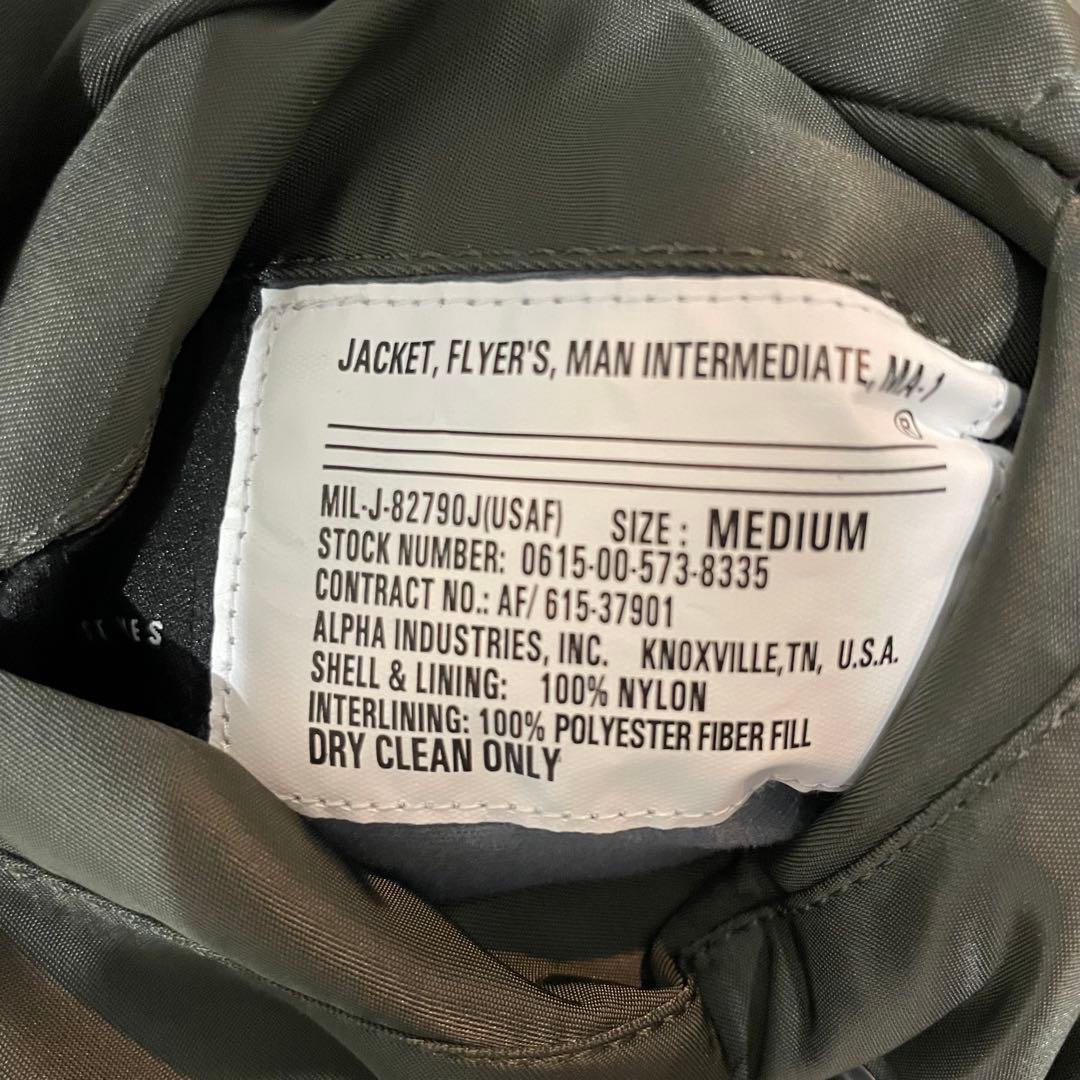 JACKET, FLYER'S, MAN INTERMEDIATE, MA-1
®
MIL-J-82790J(USAF) SIZE : MEDIUM
STOCK NUMBER: 0615-00-573-8335
CONTRACT NO.: AF/ 615-37901
ALPHA INDUSTRIES, INC. KNOXVILLE,TN, U.S.A.
SHELL & LINING: 100% NYLON
INTERLINING: 100% POLYESTER FIBER FILL
DRY CLEAN ONLY